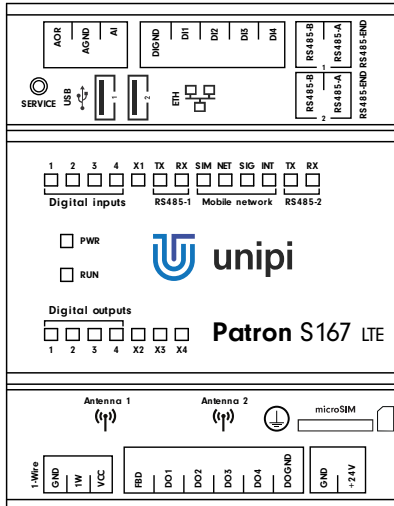 AOR AGND AI
DIGND DI1 DI2 DI3 DI4
RS485-B RS485-A RS485-END
1
RS485-B RS485-A RS485-END
2
SERVICE
USB 1 2
ETH
1 2 3 4 X1 TX RX SIM NET SIG INT TX RX
Digital inputs RS485-1 Mobile network RS485-2
PWR
unipi
RUN
Digital outputs
Patron S167 LTE
1 2 3 4 X2 X3 X4
Antenna 1 Antenna 2 microSIM
1-Wire GND 1W VCC FBD DO1 DO2 DO3 DO4 DOGND GND +24V